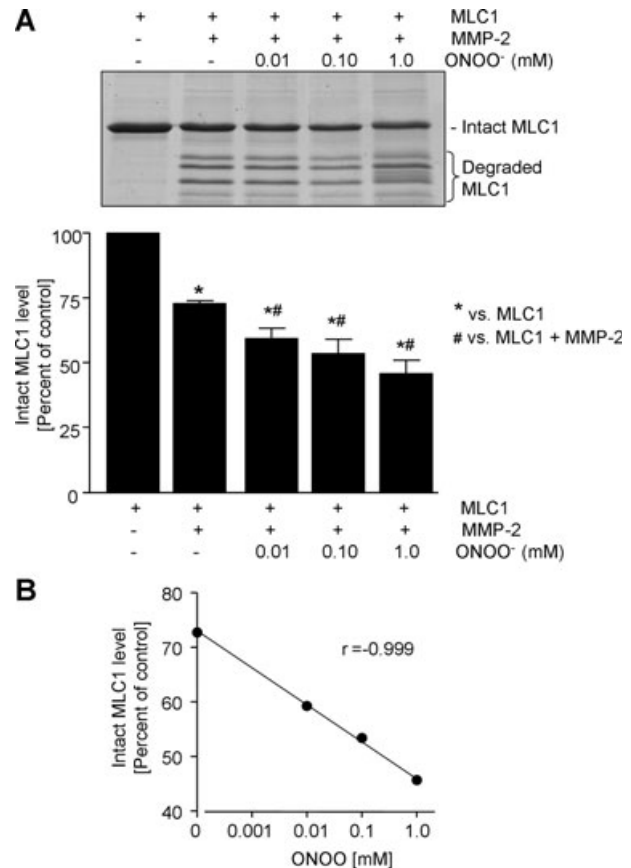 A
+ + + + + MLC1
- + + + + MMP-2
- - 0.01 0.10 1.0 ONOO⁻ (mM)
- Intact MLC1
Degraded
MLC1
Intact MLC1 level
[Percent of control]
100
75
50
25
0
*
*#
*#
*#
* vs. MLC1
# vs. MLC1 + MMP-2
+ + + + + MLC1
- + + + + MMP-2
- - 0.01 0.10 1.0 ONOO⁻ (mM)
B
Intact MLC1 level
[Percent of control]
80
70
60
50
40
r =-0.999
0 0.001 0.01 0.1 1.0
ONOO [mM]